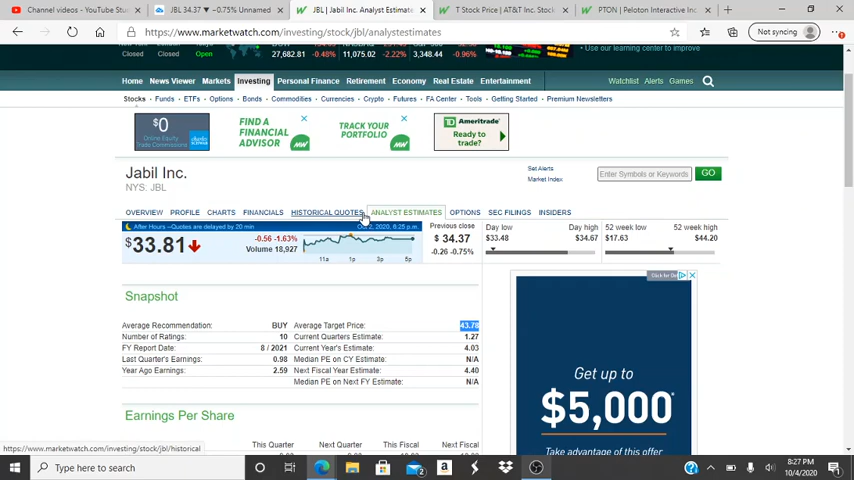 Channel videos - YouTube Stud
JBL 34.37 ▼ −0.75% Unnamed
JBL | Jabil Inc. Analyst Estimate
T Stock Price | AT&T Inc. Stock
PTON | Peloton Interactive Inc.
https://www.marketwatch.com/investing/stock/jbl/analystestimates
Not syncing
Closed
Open
27,682.81 -0.48%
11,075.02 -2.22%
3,348.44 -0.96%
Use our learning center to improve
Home News Viewer Markets Investing Personal Finance Retirement Economy Real Estate Entertainment
Watchlist Alerts Games
Stocks Funds ETFs Options Bonds Commodities Currencies Crypto Futures FA Center Tools Getting Started Premium Newsletters
$0
Online Equity
Trade Commissions
FIND A
FINANCIAL
ADVISOR
TRACK YOUR
PORTFOLIO
TD Ameritrade
Ready to
trade?
Jabil Inc.
NYS: JBL
Set Alerts
Market Index
Enter Symbols or Keywords
GO
OVERVIEW PROFILE CHARTS FINANCIALS HISTORICAL QUOTES ANALYST ESTIMATES OPTIONS SEC FILINGS INSIDERS
After Hours - Quotes are delayed by 20 min
Oct 2, 2020, 6:25 p.m.
$33.81
-0.56 -1.63%
Volume 18,927
11a 1p 3p 5p
Previous close
$ 34.37
-0.26 -0.75%
Day low Day high
$33.48 $34.67
52 week low 52 week high
$17.63 $44.20
Snapshot
Average Recommendation: BUY Average Target Price: 43.78
Number of Ratings: 10 Current Quarters Estimate: 1.27
FY Report Date: 8 / 2021 Current Year's Estimate: 4.03
Last Quarter's Earnings: 0.98 Median PE on CY Estimate: N/A
Year Ago Earnings: 2.59 Next Fiscal Year Estimate: 4.40
Median PE on Next FY Estimate: N/A
Get up to
$5,000
Take advantage of this offer
Earnings Per Share
This Quarter Next Quarter This Fiscal Next Fiscal
https://www.marketwatch.com/investing/stock/jbl/historical
Type here to search
8:27 PM
10/4/2020